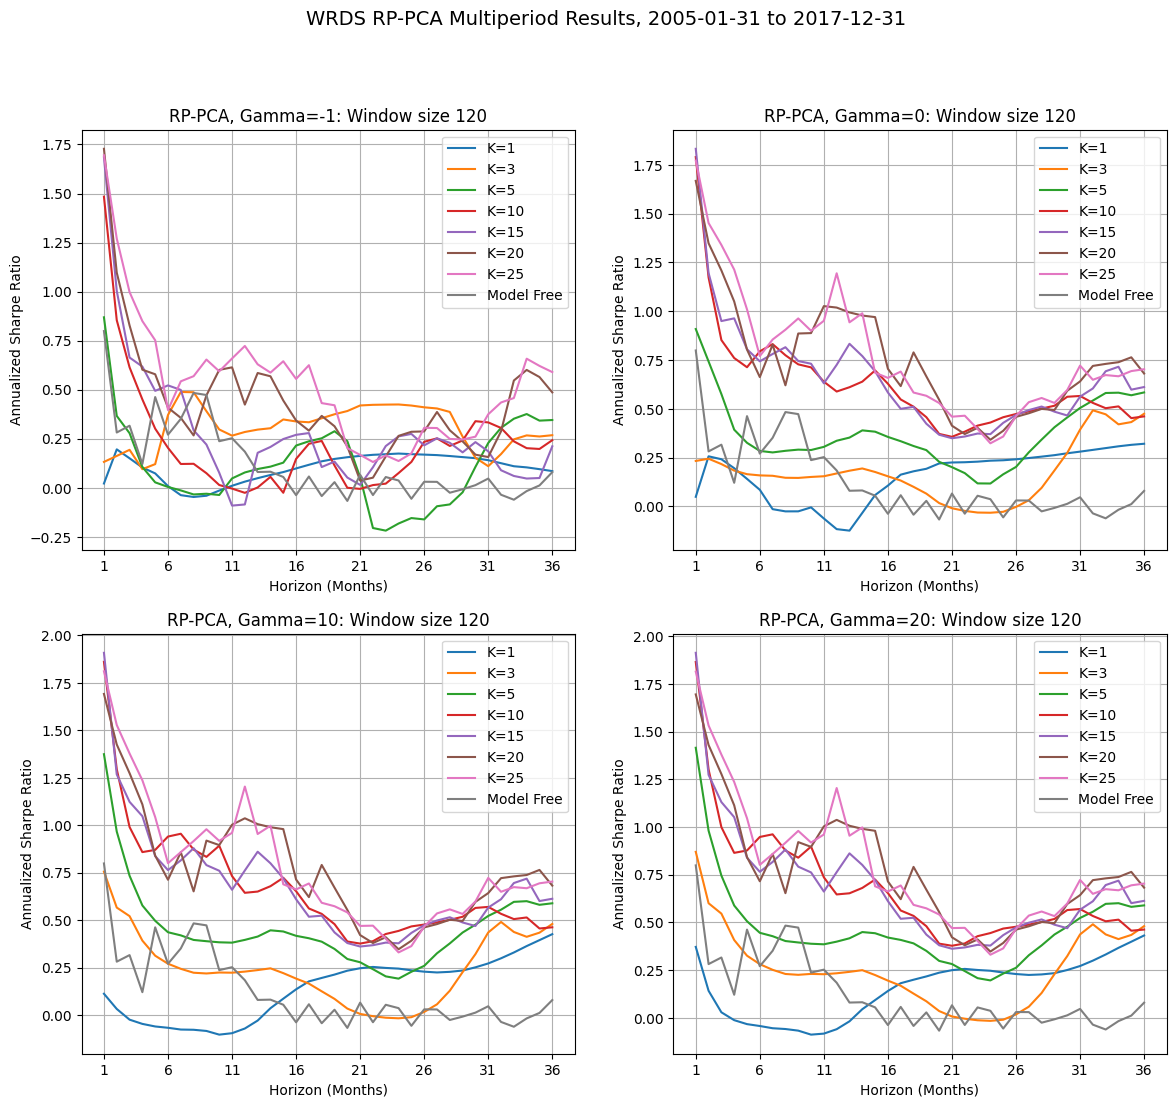 WRDS RP-PCA Multiperiod Results, 2005-01-31 to 2017-12-31
RP-PCA, Gamma=-1: Window size 120
Annualized Sharpe Ratio
1.75
1.50
1.25
1.00
0.75
0.50
0.25
0.00
−0.25
K=1
K=3
K=5
K=10
K=15
K=20
K=25
Model Free
1 6 11 16 21 26 31 36
Horizon (Months)
RP-PCA, Gamma=0: Window size 120
Annualized Sharpe Ratio
1.75
1.50
1.25
1.00
0.75
0.50
0.25
0.00
K=1
K=3
K=5
K=10
K=15
K=20
K=25
Model Free
1 6 11 16 21 26 31 36
Horizon (Months)
RP-PCA, Gamma=10: Window size 120
Annualized Sharpe Ratio
2.00
1.75
1.50
1.25
1.00
0.75
0.50
0.25
0.00
K=1
K=3
K=5
K=10
K=15
K=20
K=25
Model Free
1 6 11 16 21 26 31 36
Horizon (Months)
RP-PCA, Gamma=20: Window size 120
Annualized Sharpe Ratio
2.00
1.75
1.50
1.25
1.00
0.75
0.50
0.25
0.00
K=1
K=3
K=5
K=10
K=15
K=20
K=25
Model Free
1 6 11 16 21 26 31 36
Horizon (Months)